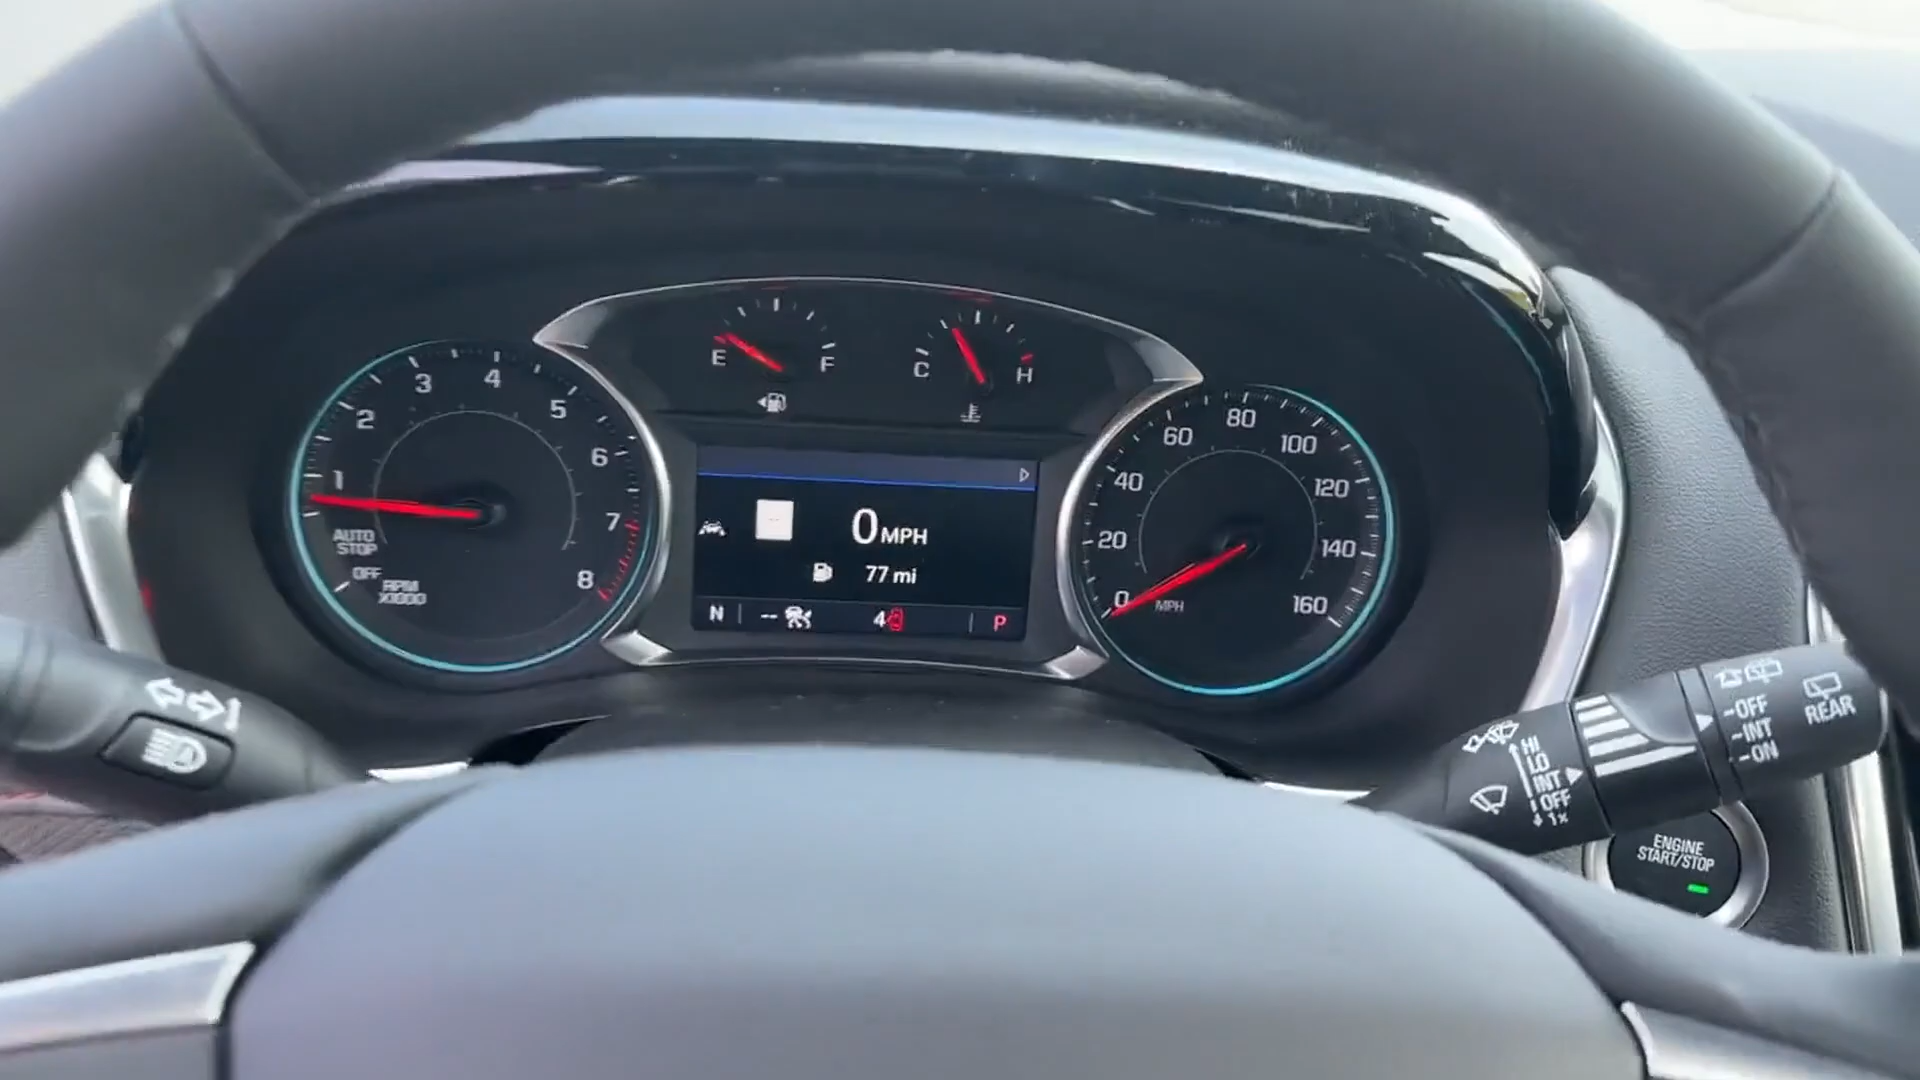 E F
C H
1 2 3 4 5 6 7 8
AUTO
STOP
OFF
RPM
X1000
0 20 40 60 80 100 120 140 160
MPH
0 MPH
77 mi
N -- 4 P
HI
LO
INT
OFF
1x
-OFF
-INT
-ON
REAR
ENGINE
START/STOP